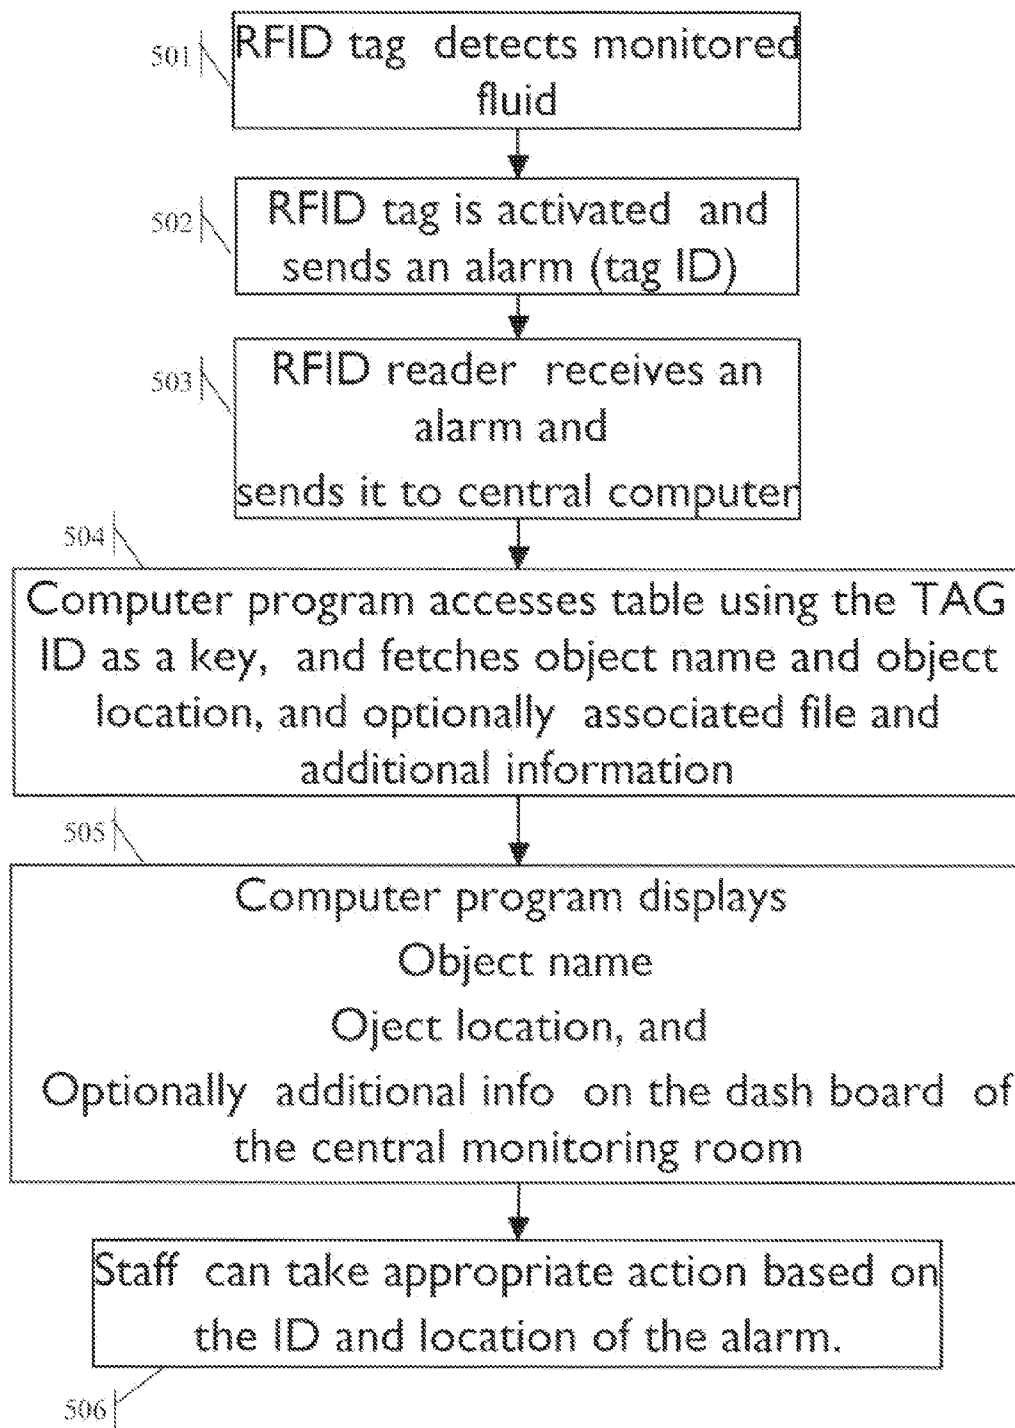 501
RFID tag detects monitored
fluid
502
RFID tag is activated and
sends an alarm (tag ID)
503
RFID reader receives an
alarm and
sends it to central computer
504
Computer program accesses table using the TAG
ID as a key, and fetches object name and object
location, and optionally associated file and
additional information
505
Computer program displays
Object name
Oject location, and
Optionally additional info on the dash board of
the central monitoring room
Staff can take appropriate action based on
the ID and location of the alarm.
506